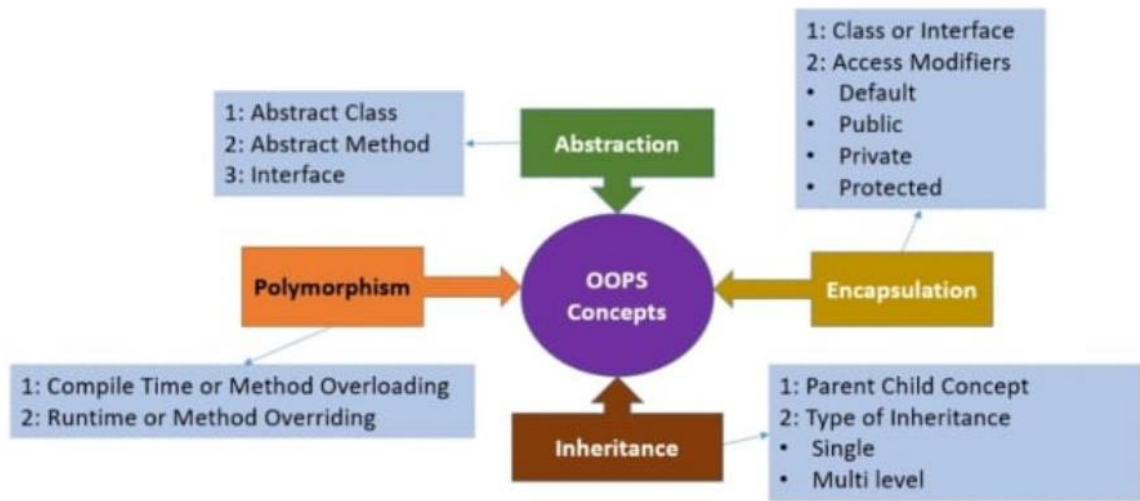 1: Class or Interface
2: Access Modifiers
• Default
• Public
• Private
• Protected
1: Abstract Class
2: Abstract Method
3: Interface
Abstraction
Polymorphism
OOPS
Concepts
Encapsulation
1: Compile Time or Method Overloading
2: Runtime or Method Overriding
Inheritance
1: Parent Child Concept
2: Type of Inheritance
• Single
• Multi level